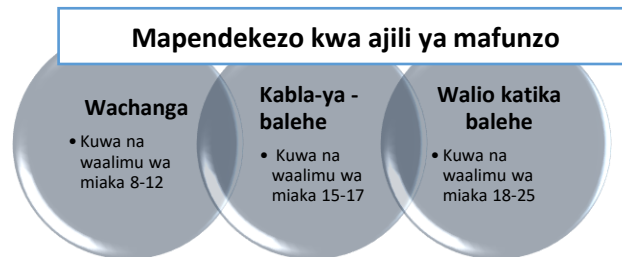 Mapendekezo kwa ajili ya mafunzo
Wachanga
• Kuwa na
waalimu wa
miaka 8-12
Kabla-ya -
balehe
• Kuwa na
waalimu wa
miaka 15-17
Walio katika
balehe
• Kuwa na
waalimu wa
miaka 18-25